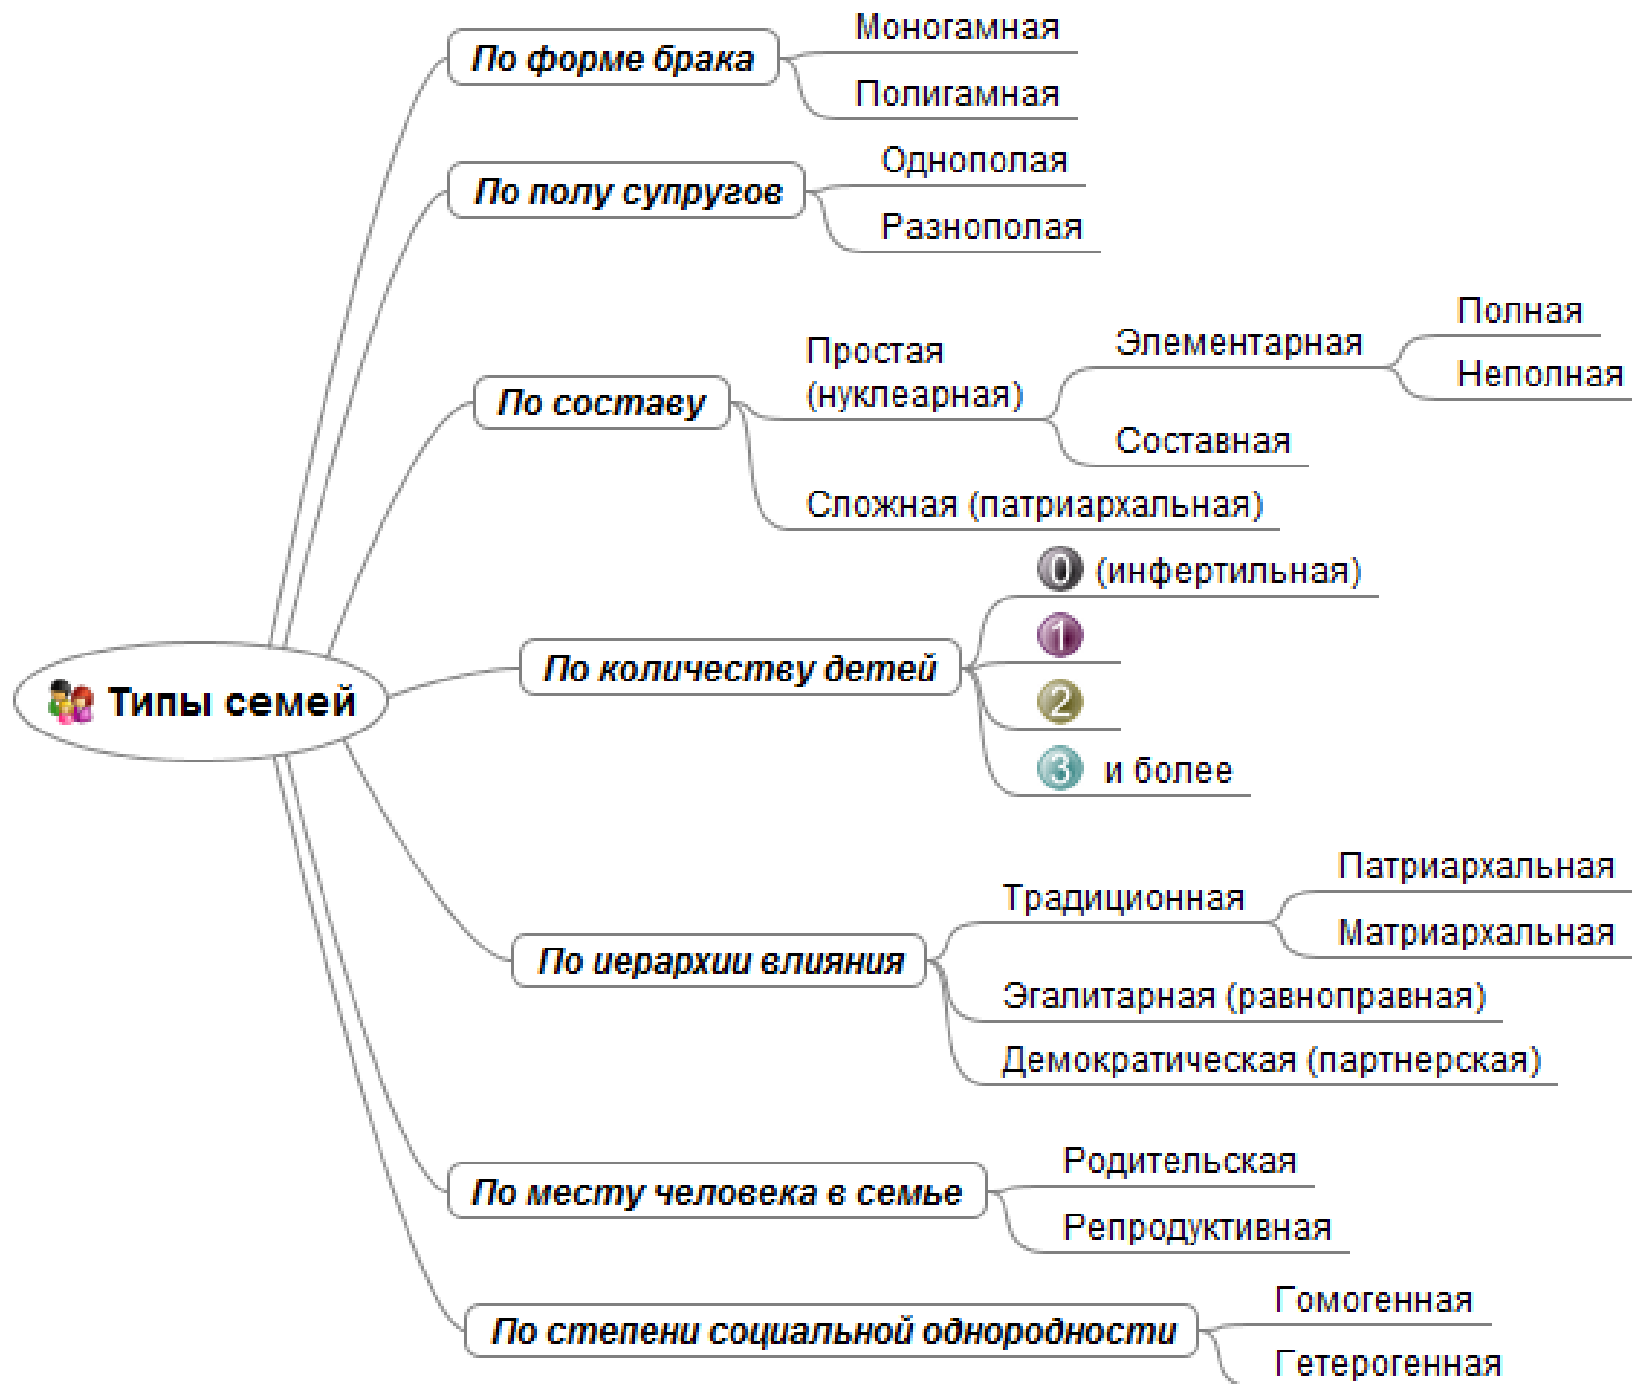 По форме брака
Моногамная
Полигамная
По полу супругов
Однополая
Разнополая
По составу
Простая
(нуклеарная)
Элементарная
Полная
Неполная
Составная
Сложная (патриархальная)
Типы семей
По количеству детей
0 (инфертильная)
1
2
3 и более
По иерархии влияния
Традиционная
Патриархальная
Матриархальная
Эгалитарная (равноправная)
Демократическая (партнерская)
По месту человека в семье
Родительская
Репродуктивная
По степени социальной однородности
Гомогенная
Гетерогенная